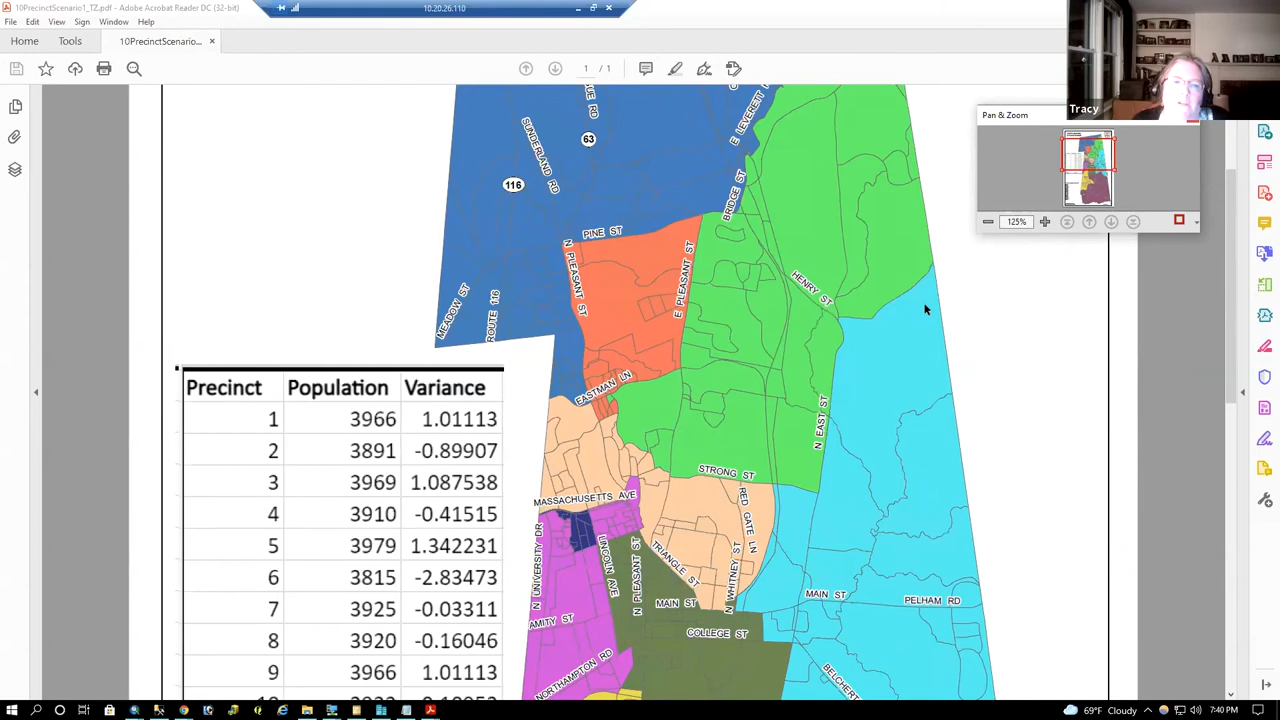 10PrecinctScenario1_TZ.pdf - Adobe Acrobat Reader DC (32-bit)
10.20.26.110
File Edit View Sign Window Help
Home Tools 10PrecinctScenario... ×
1 / 1
Tracy
Pan & Zoom
125%
E LEVERETT
63
SUNDERLAND RD
116
BRIDGE ST
PINE ST
N PLEASANT ST
E PLEASANT ST
HENRY ST
MEADOW ST
ROUTE 116
EASTMAN LN
N EAST ST
STRONG ST
MASSACHUSETTS AVE
RED GATE LN
N UNIVERSITY DR
LINCOLN AVE
N PLEASANT ST
TRIANGLE ST
N WHITNEY ST
MAIN ST
MAIN ST
PELHAM RD
AMITY ST
COLLEGE ST
NORTHAMPTON RD
Precinct Population Variance
1 3966 1.01113
2 3891 -0.89907
3 3969 1.087538
4 3910 -0.41515
5 3979 1.342231
6 3815 -2.83473
7 3925 -0.03311
8 3920 -0.16046
9 3966 1.01113
69°F Cloudy 7:40 PM